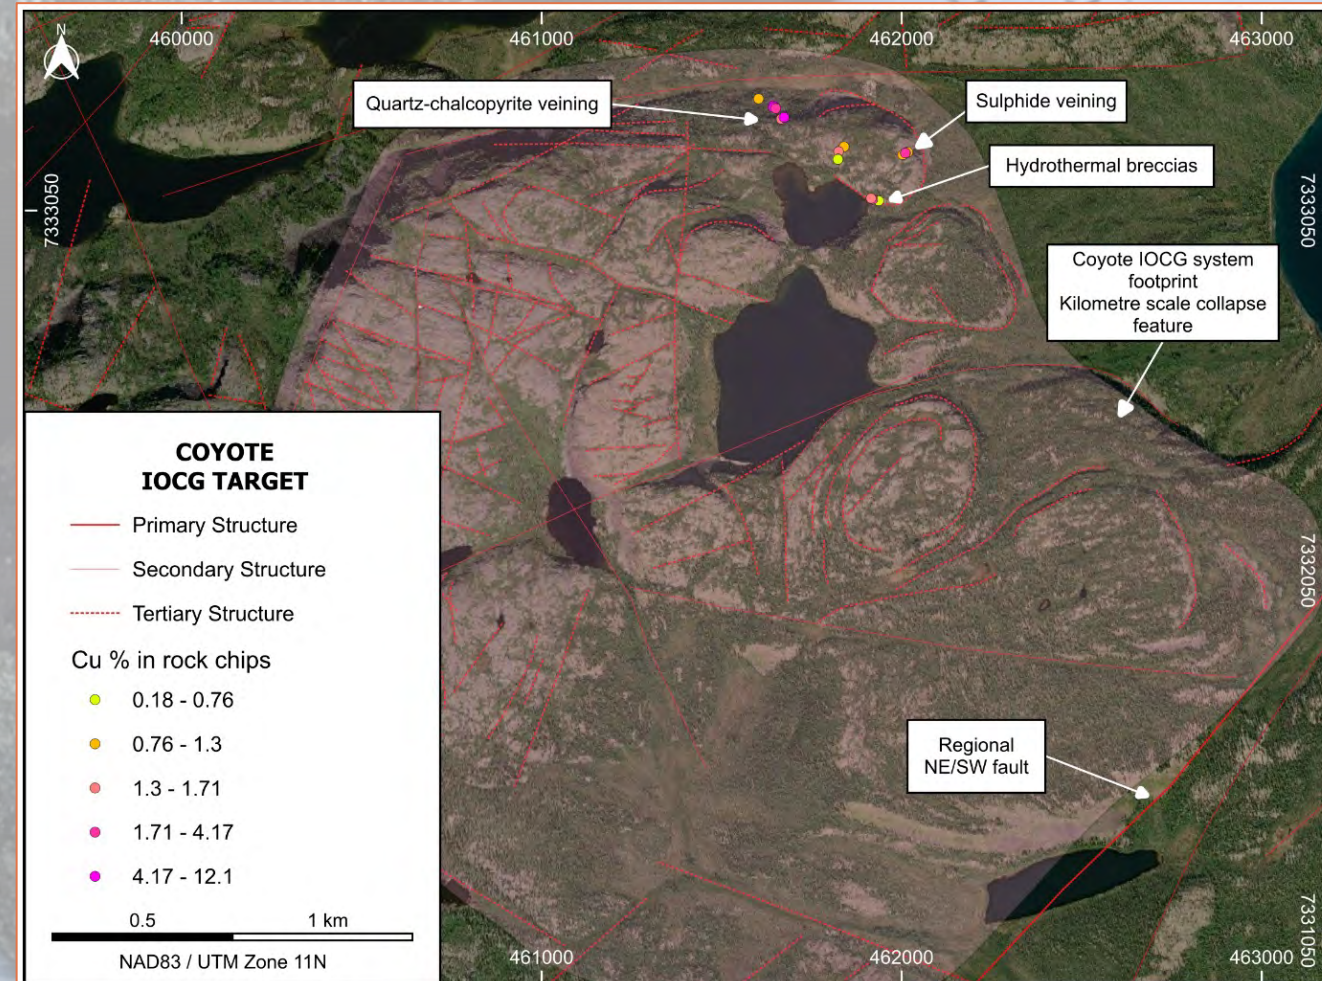 N
460000
461000
462000
463000
Quartz-chalcopyrite veining
Sulphide veining
Hydrothermal breccias
7333050
7333050
Coyote IOCG system
footprint
Kilometre scale collapse
feature
COYOTE
IOCG TARGET
Primary Structure
Secondary Structure
Tertiary Structure
Cu % in rock chips
0.18 - 0.76
0.76 - 1.3
1.3 - 1.71
1.71 - 4.17
4.17 - 12.1
0.5
1 km
NAD83 / UTM Zone 11N
7332050
Regional
NE/SW fault
7331050
461000
462000
463000